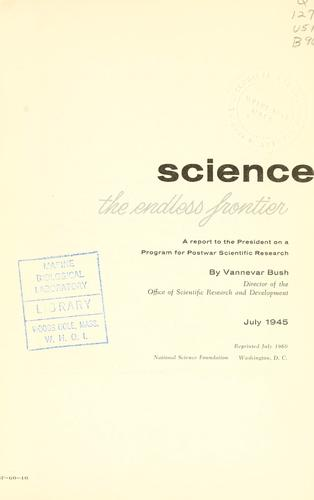 Q
127
science
the endless frontier
A report to the President on a
Program for Postwar Scientific Research
By Vannevar Bush
Director of the
Office of Scientific Research and Development
MARINE
BIOLOGICAL
LABORATORY
LIBRARY
WOODS HOLE, MASS.
W. H. O. I.
July 1945
Reprinted July 1960
National Science Foundation Washington, D. C.